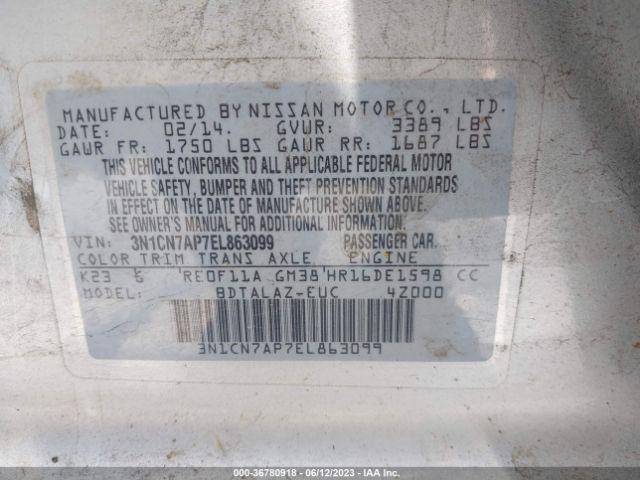 MANUFACTURED BY NISSAN MOTOR CO., LTD.
DATE: 02/14. GVWR: 3389 LBS
GAWR FR: 1750 LBS GAWR RR: 1687 LBS
THIS VEHICLE CONFORMS TO ALL APPLICABLE FEDERAL MOTOR
VEHICLE SAFETY, BUMPER AND THEFT PREVENTION STANDARDS
IN EFFECT ON THE DATE OF MANUFACTURE SHOWN ABOVE.
SEE OWNER'S MANUAL FOR ADDITIONAL INFORMATION.
VIN: 3N1CN7AP7EL863099 PASSENGER CAR.
COLOR TRIM TRANS AXLE ENGINE
K23 RE0F11A GM38 HR16DE1598 CC
MODEL: BDTALAZ-EUC 4Z000
3N1CN7AP7EL863099
000-36780918 | 06/12/2023 | IAA Inc.